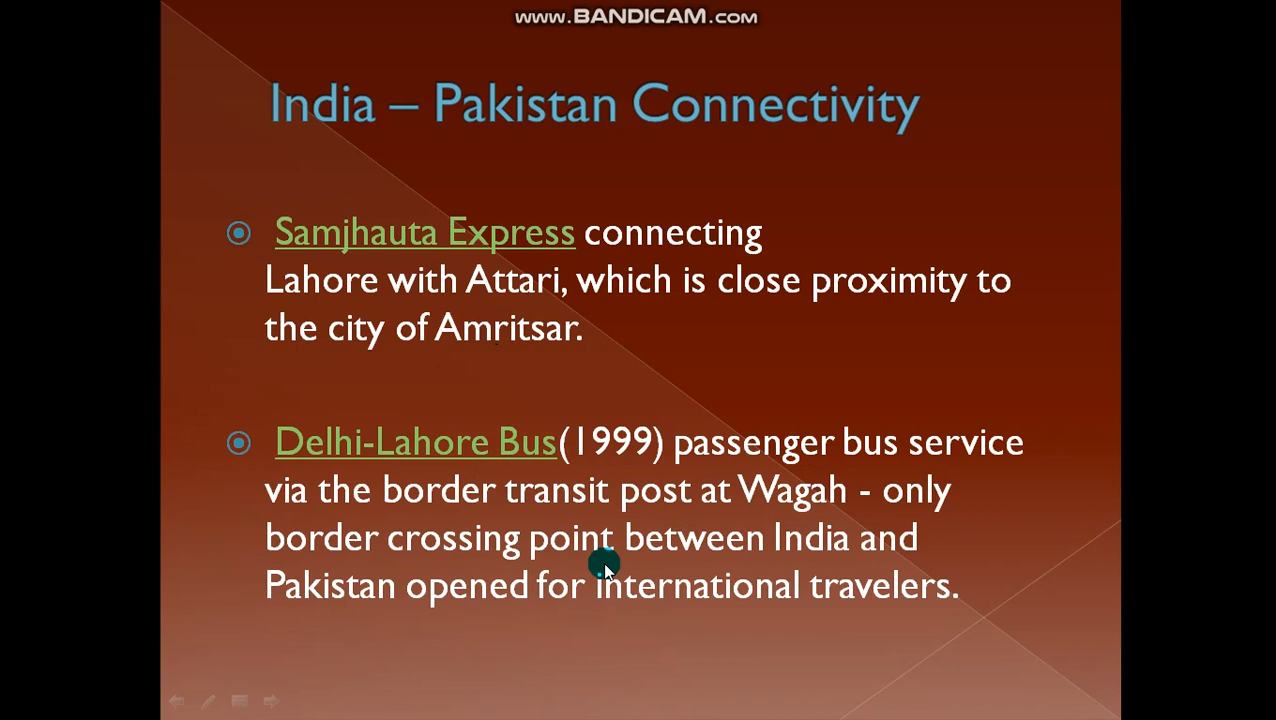 www.BANDICAM.com
India – Pakistan Connectivity
Samjhauta Express connecting
Lahore with Attari, which is close proximity to
the city of Amritsar.
Delhi-Lahore Bus(1999) passenger bus service
via the border transit post at Wagah - only
border crossing point between India and
Pakistan opened for international travelers.